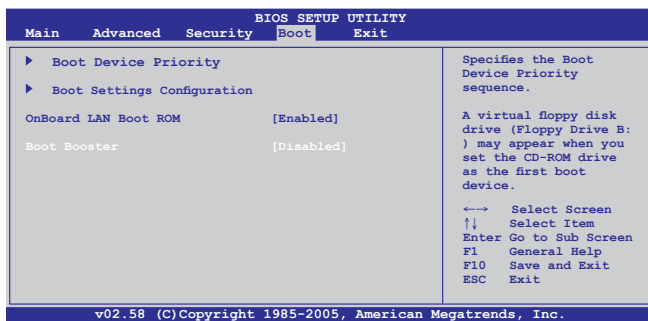 BIOS SETUP UTILITY
Main Advanced Security Boot Exit
Boot Device Priority
Boot Settings Configuration
OnBoard LAN Boot ROM [Enabled]
Boot Booster [Disabled]
Specifies the Boot
Device Priority
sequence.
A virtual floppy disk
drive (Floppy Drive B:
) may appear when you
set the CD-ROM drive
as the first boot
device.
←→ Select Screen
↑↓ Select Item
Enter Go to Sub Screen
F1 General Help
F10 Save and Exit
ESC Exit
v02.58 (C)Copyright 1985-2005, American Megatrends, Inc.